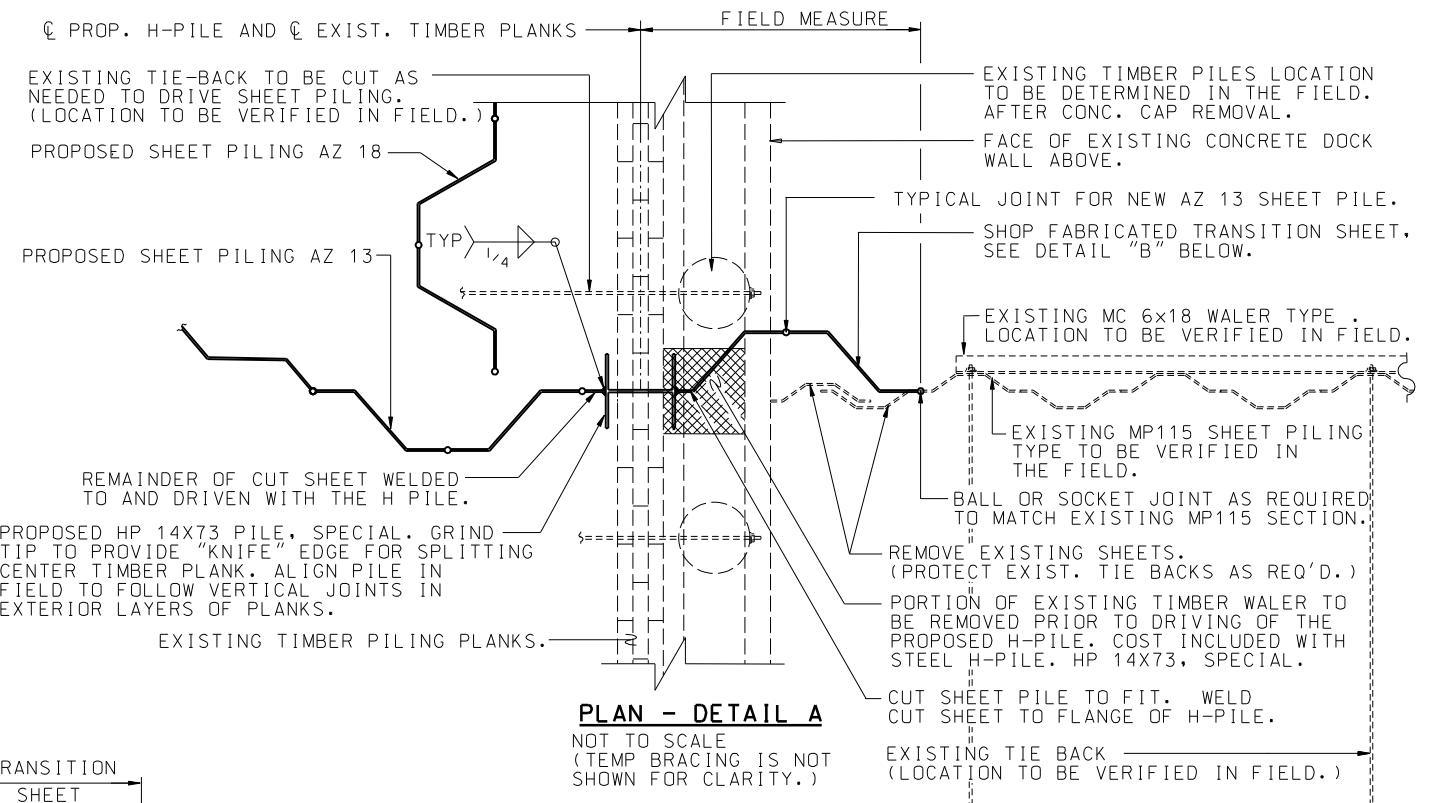 ℄ PROP. H-PILE AND ℄ EXIST. TIMBER PLANKS
FIELD MEASURE
EXISTING TIE-BACK TO BE CUT AS
NEEDED TO DRIVE SHEET PILING.
(LOCATION TO BE VERIFIED IN FIELD.)
PROPOSED SHEET PILING AZ 18
EXISTING TIMBER PILES LOCATION
TO BE DETERMINED IN THE FIELD.
AFTER CONC. CAP REMOVAL.
FACE OF EXISTING CONCRETE DOCK
WALL ABOVE.
TYPICAL JOINT FOR NEW AZ 13 SHEET PILE.
SHOP FABRICATED TRANSITION SHEET,
SEE DETAIL "B" BELOW.
TYP
1/4
PROPOSED SHEET PILING AZ 13
EXISTING MC 6x18 WALER TYPE .
LOCATION TO BE VERIFIED IN FIELD.
EXISTING MP115 SHEET PILING
TYPE TO BE VERIFIED IN
THE FIELD.
REMAINDER OF CUT SHEET WELDED
TO AND DRIVEN WITH THE H PILE.
BALL OR SOCKET JOINT AS REQUIRED
TO MATCH EXISTING MP115 SECTION.
PROPOSED HP 14X73 PILE, SPECIAL. GRIND
TIP TO PROVIDE "KNIFE" EDGE FOR SPLITTING
CENTER TIMBER PLANK. ALIGN PILE IN
FIELD TO FOLLOW VERTICAL JOINTS IN
EXTERIOR LAYERS OF PLANKS.
REMOVE EXISTING SHEETS.
(PROTECT EXIST. TIE BACKS AS REQ'D.)
PORTION OF EXISTING TIMBER WALER TO
BE REMOVED PRIOR TO DRIVING OF THE
PROPOSED H-PILE. COST INCLUDED WITH
STEEL H-PILE. HP 14X73, SPECIAL.
EXISTING TIMBER PILING PLANKS.
CUT SHEET PILE TO FIT. WELD
CUT SHEET TO FLANGE OF H-PILE.
PLAN - DETAIL A
NOT TO SCALE
(TEMP BRACING IS NOT
SHOWN FOR CLARITY.)
EXISTING TIE BACK
(LOCATION TO BE VERIFIED IN FIELD.)
RANSITION
SHEET